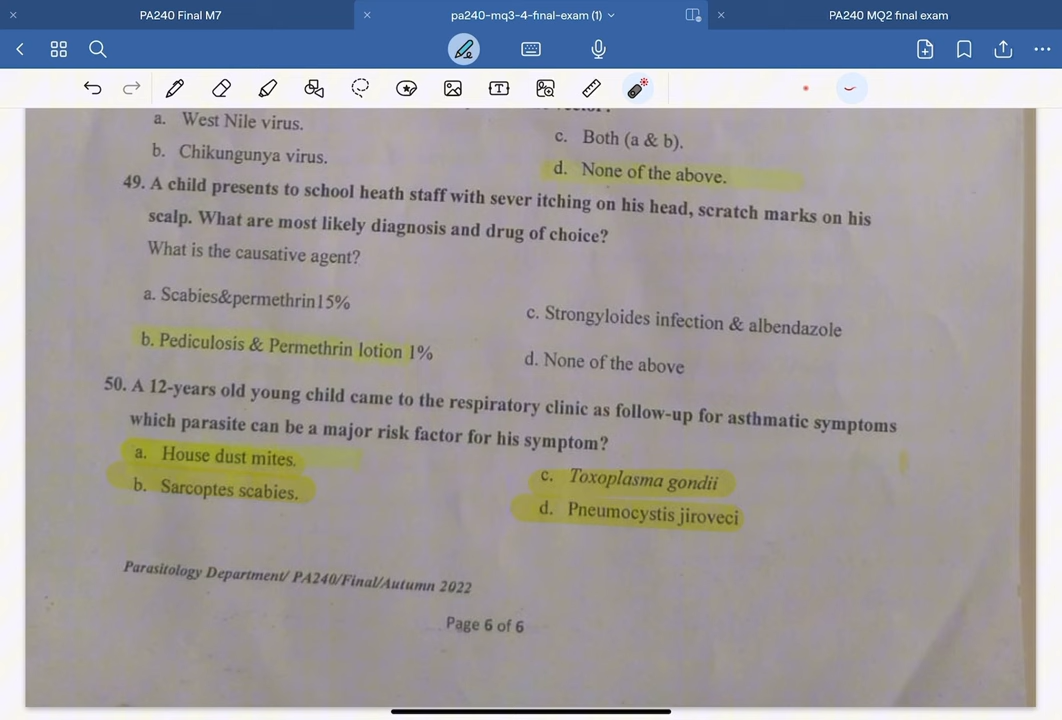 PA240 Final M7
pa240-mq3-4-final-exam (1)
PA240 MQ2 final exam
a. West Nile virus.
c. Both (a & b).
b. Chikungunya virus.
d. None of the above.
49. A child presents to school heath staff with sever itching on his head, scratch marks on his
scalp. What are most likely diagnosis and drug of choice?
What is the causative agent?
a. Scabies&permethrin15%
c. Strongyloides infection & albendazole
b. Pediculosis & Permethrin lotion 1%
d. None of the above
50. A 12-years old young child came to the respiratory clinic as follow-up for asthmatic symptoms
which parasite can be a major risk factor for his symptom?
a. House dust mites.
c. Toxoplasma gondii
b. Sarcoptes scabies.
d. Pneumocystis jiroveci
Parasitology Department/ PA240/Final/Autumn 2022
Page 6 of 6